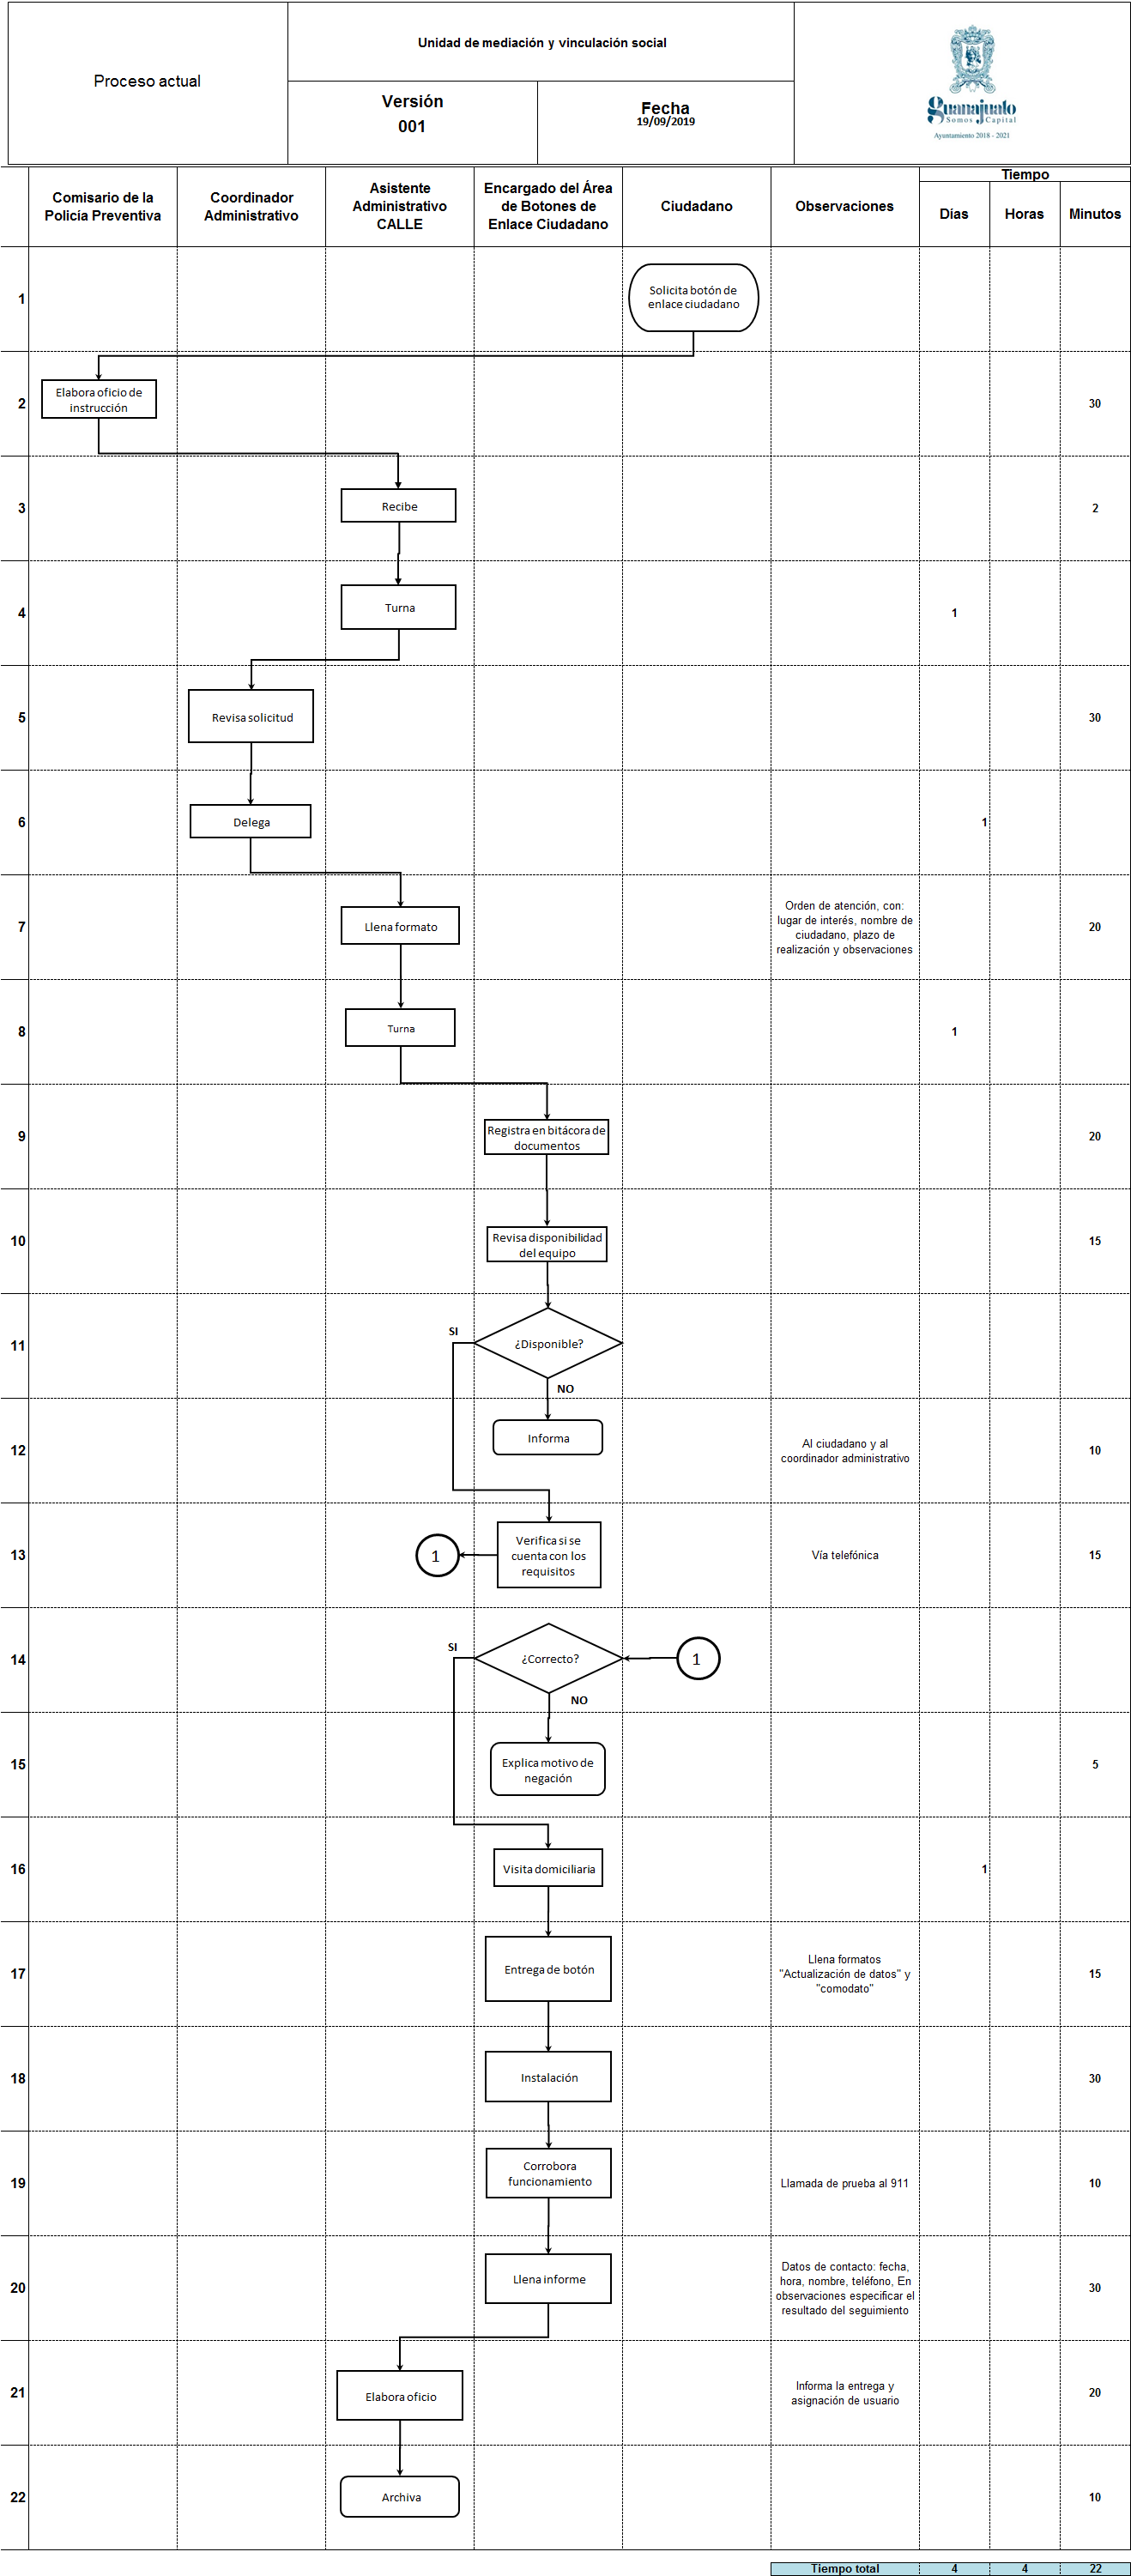 Proceso actual
Unidad de mediación y vinculación social
Versión
001
Fecha
19/09/2019
guanajuato
Somos Capital
Ayuntamiento 2018 - 2021
Comisario de la
Policía Preventiva
Coordinador
Administrativo
Asistente
Administrativo
CALLE
Encargado del Área
de Botones de
Enlace Ciudadano
Ciudadano
Observaciones
Tiempo
Días
Horas
Minutos
1
Solicita botón de
enlace ciudadano
2
Elabora oficio de
instrucción
30
3
Recibe
2
4
Turna
1
5
Revisa solicitud
30
6
Delega
1
7
Llena formato
Orden de atención, con:
lugar de interés, nombre de
ciudadano, plazo de
realización y observaciones
20
8
Turna
1
9
Registra en bitácora de
documentos
20
10
Revisa disponibilidad
del equipo
15
11
SI
¿Disponible?
NO
12
Informa
Al ciudadano y al
coordinador administrativo
10
13
1
Verifica si se
cuenta con los
requisitos
Vía telefónica
15
14
SI
¿Correcto?
1
NO
15
Explica motivo de
negación
5
16
Visita domiciliaria
1
17
Entrega de botón
Llena formatos
"Actualización de datos" y
"comodato"
15
18
Instalación
30
19
Corrobora
funcionamiento
Llamada de prueba al 911
10
20
Llena informe
Datos de contacto: fecha,
hora, nombre, teléfono, En
observaciones especificar el
resultado del seguimiento
30
21
Elabora oficio
Informa la entrega y
asignación de usuario
20
22
Archiva
10
Tiempo total
4
4
22